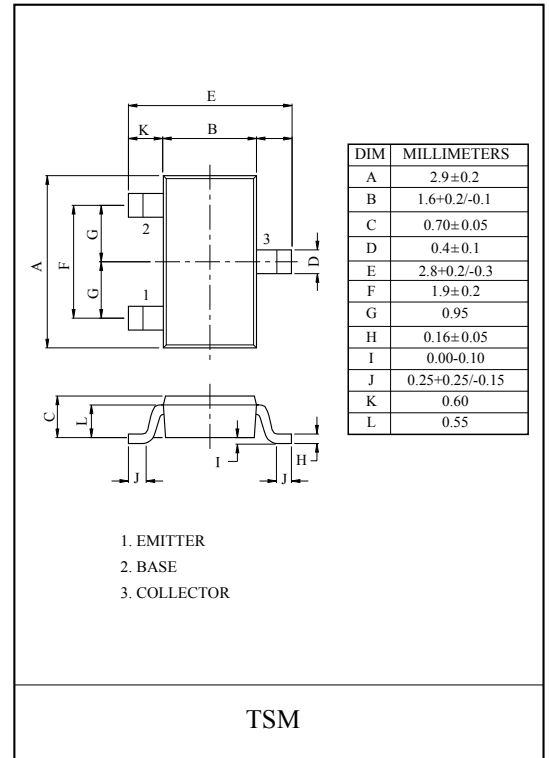 E
K B
2
3
A
F
G
D
G
1
C
L
J
I
H
J
DIM MILLIMETERS
A 2.9±0.2
B 1.6+0.2/-0.1
C 0.70±0.05
D 0.4±0.1
E 2.8+0.2/-0.3
F 1.9±0.2
G 0.95
H 0.16±0.05
I 0.00-0.10
J 0.25+0.25/-0.15
K 0.60
L 0.55
1. EMITTER
2. BASE
3. COLLECTOR
TSM